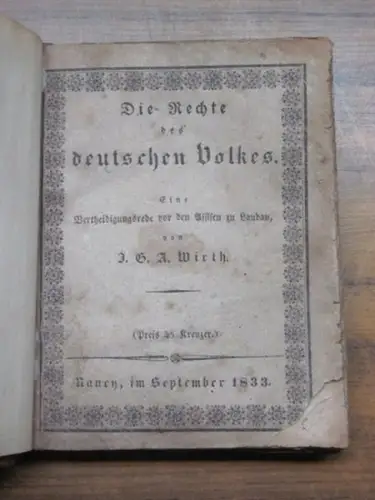 Die Rechte
des
deutschen Volkes.
Eine
Vertheidigungsrede vor den Assisen zu Landau,
von
J. G. A. Wirth.
(Preis Kreuzer.)
Nancy, im September 1833.